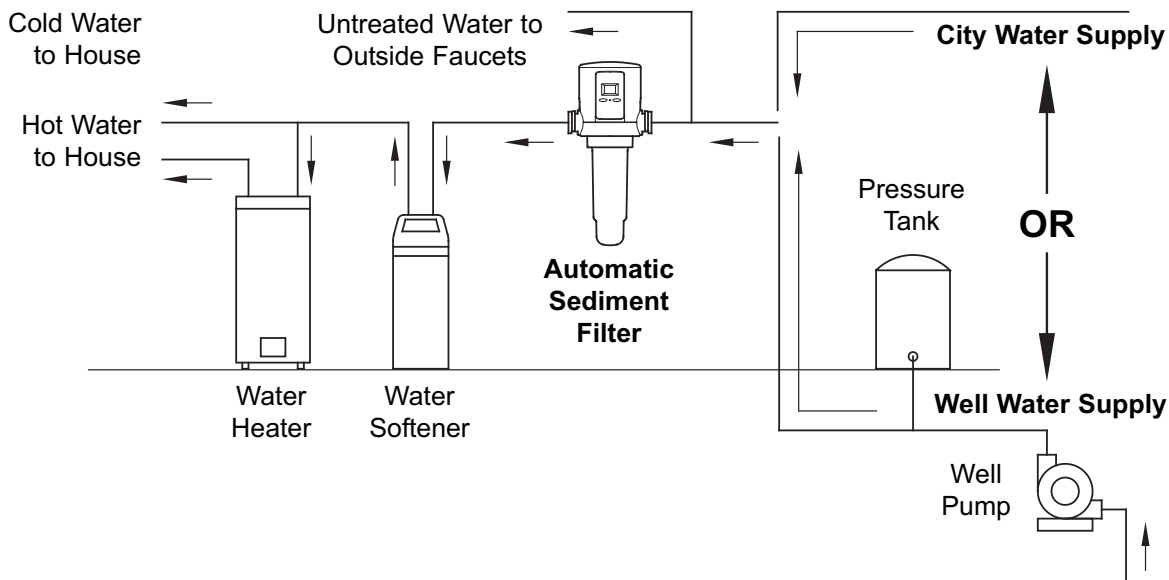 Cold Water
to House
Untreated Water to
Outside Faucets
City Water Supply
Hot Water
to House
Pressure
Tank
OR
Automatic
Sediment
Filter
Water
Heater
Water
Softener
Well Water Supply
Well
Pump